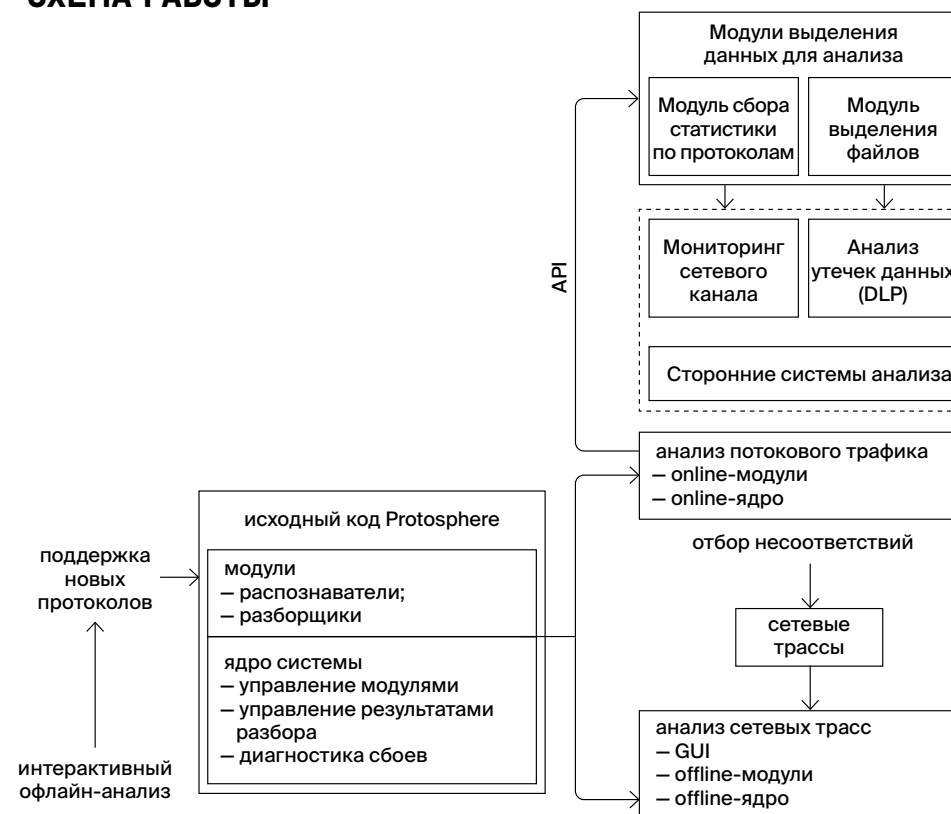 СХЕМА РАБОТЫ
Модули выделения
данных для анализа
Модуль сбора
статистики
по протоколам
Модуль
выделения
файлов
Мониторинг
сетевого
канала
Анализ
утечек данных
(DLP)
Сторонние системы анализа
API
анализ потокового трафика
– online-модули
– online-ядро
отбор несоответствий
сетевые
трассы
анализ сетевых трасс
– GUI
– offline-модули
– offline-ядро
исходный код Protosphere
модули
– распознаватели;
– разборщики
ядро системы
– управление модулями
– управление результатами
разбора
– диагностика сбоев
поддержка
новых
протоколов
интерактивный
офлайн-анализ